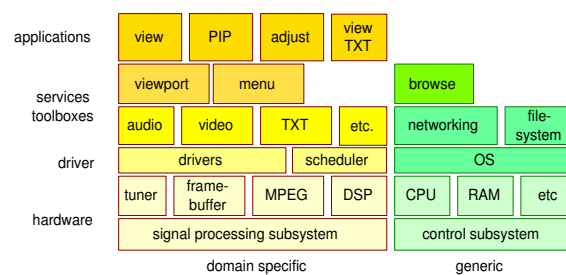 applications
view
PIP
adjust
view
TXT
services
toolboxes
viewport
menu
browse
audio
video
TXT
etc.
networking
file-
system
driver
drivers
scheduler
OS
hardware
tuner
frame-
buffer
MPEG
DSP
CPU
RAM
etc
signal processing subsystem
control subsystem
domain specific
generic